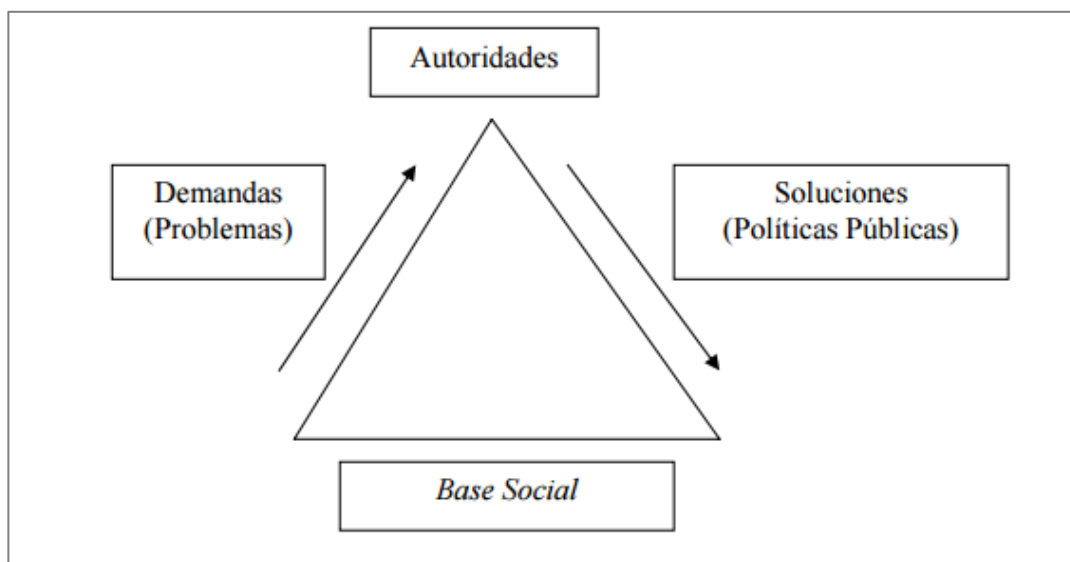 Autoridades
Demandas
(Problemas)
Soluciones
(Políticas Públicas)
Base Social